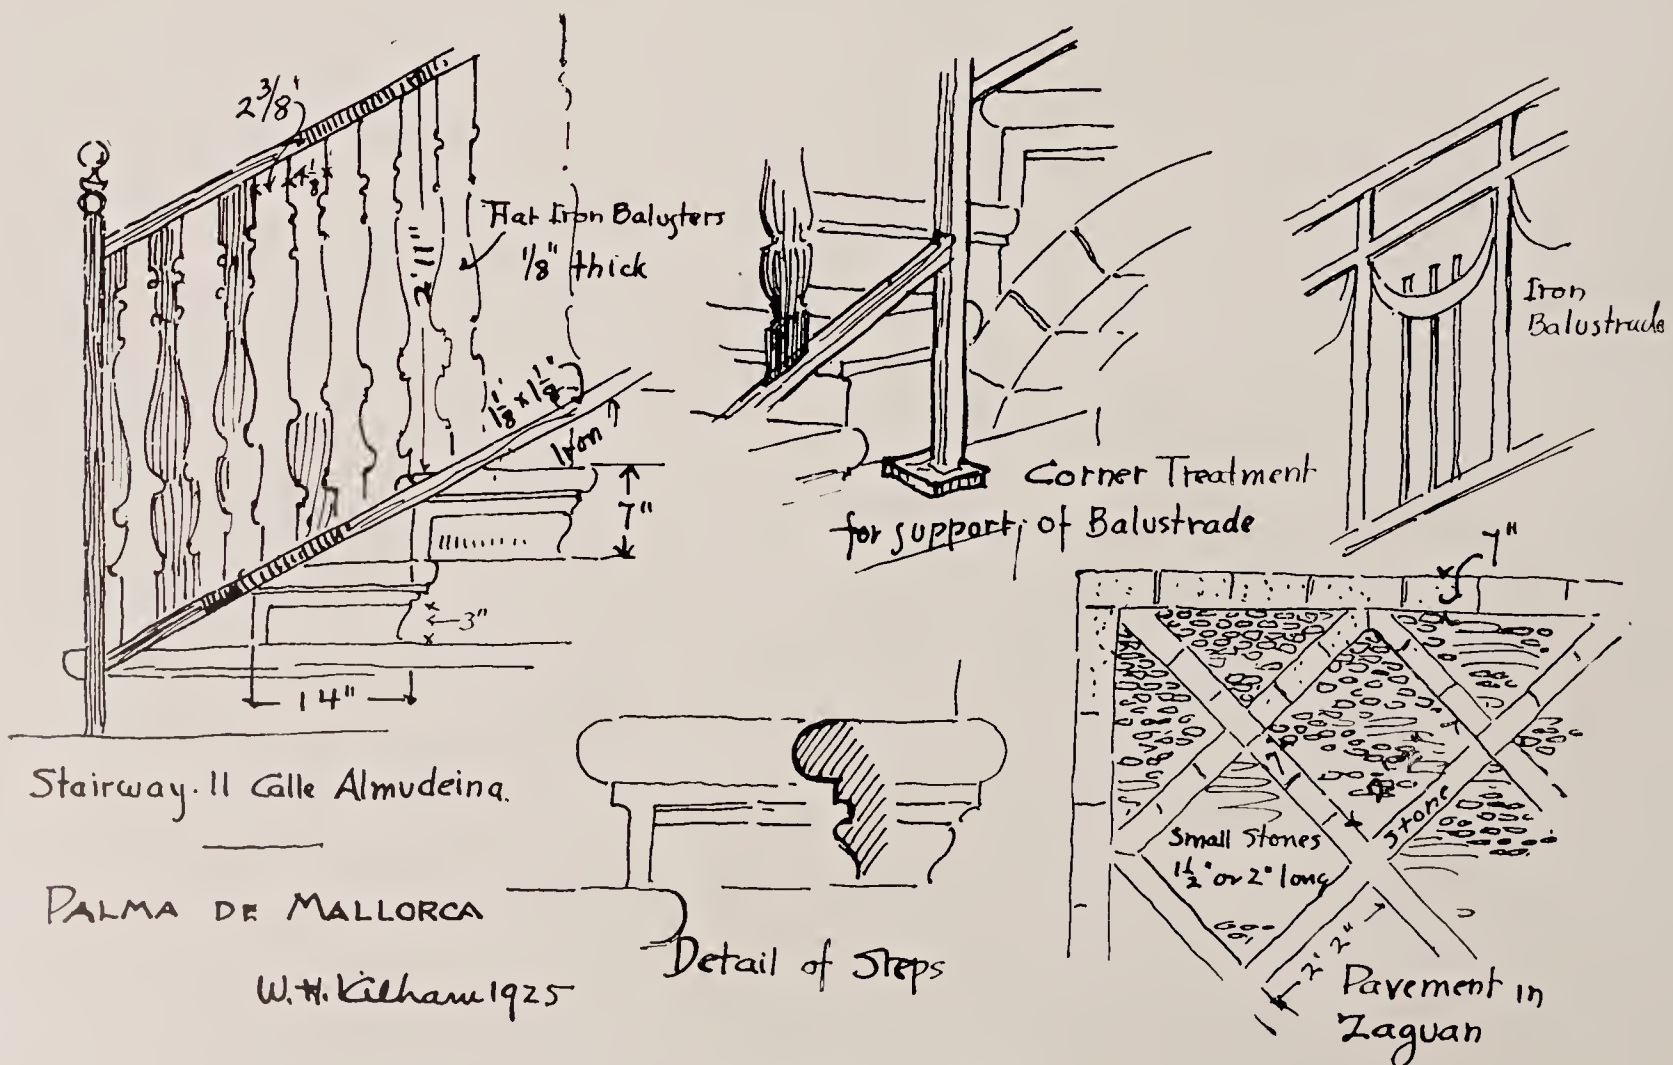 2 3/8"
4 1/8
Flat Iron Balusters
1/8" thick
2' 11"
1 1/8" x 1 1/8"
Iron
7"
3"
14"
Stairway. 11 Calle Almudeina.
PALMA DE MALLORCA
W. H. Kilham 1925
Corner Treatment
for support, of Balustrade
Iron
Balustrade
Detail of Steps
7"
7"
Stone
Small Stones
1 1/2" or 2" long
2' 2"
Pavement in
Zaguan